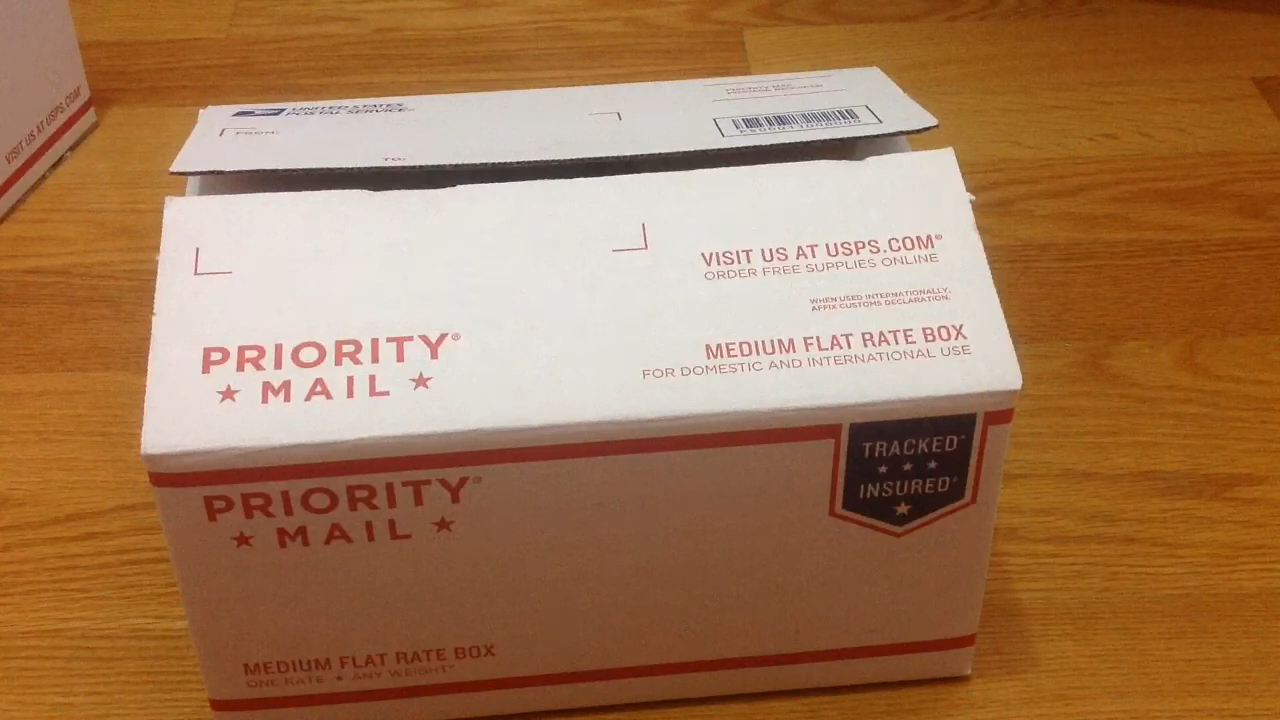 VISIT US AT USPS.COM®
UNITED STATES
POSTAL SERVICE®
FROM:
TO:
VISIT US AT USPS.COM®
ORDER FREE SUPPLIES ONLINE
WHEN USED INTERNATIONALLY,
AFFIX CUSTOMS DECLARATION.
PRIORITY®
★ MAIL ★
MEDIUM FLAT RATE BOX
FOR DOMESTIC AND INTERNATIONAL USE
TRACKED*
★ ★ ★
INSURED*
★
PRIORITY®
★ MAIL ★
MEDIUM FLAT RATE BOX
ONE RATE ★ ANY WEIGHT*